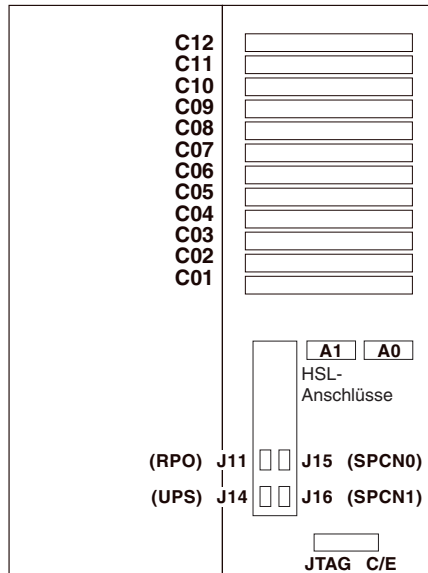 C12
C11
C10
C09
C08
C07
C06
C05
C04
C03
C02
C01
A1 A0
HSL-
Anschlüsse
(RPO) J11 J15 (SPCN0)
(UPS) J14 J16 (SPCN1)
JTAG C/E